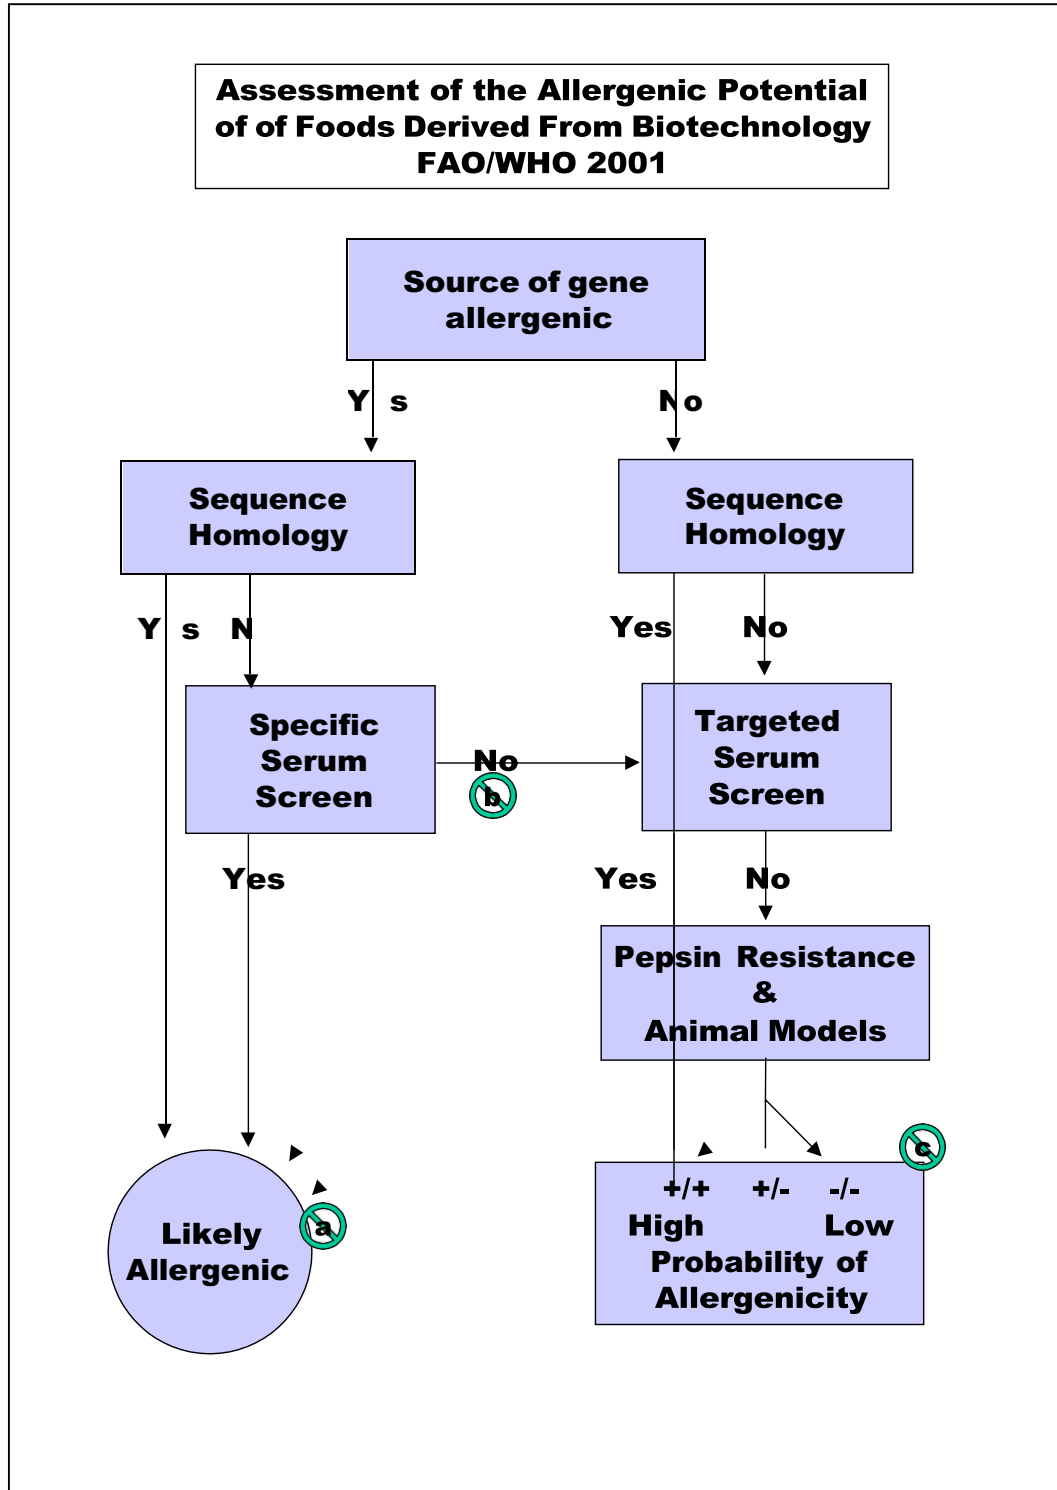 Assessment of the Allergenic Potential
of of Foods Derived From Biotechnology
FAO/WHO 2001
Source of gene
allergenic
Y s
No
Sequence
Homology
Sequence
Homology
Y s
N
Yes
No
Specific
Serum
Screen
No
b
Targeted
Serum
Screen
Yes
Yes
No
Pepsin Resistance
&
Animal Models
c
+/+ +/- -/-
High Low
Probability of
Allergenicity
Likely
Allergenic
a